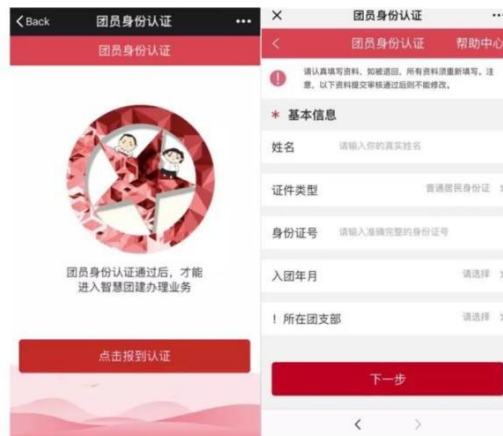 Back 团员身份认证
团员身份认证
团员身份认证通过后，才能
进入智慧团建办理业务
点击报到认证
团员身份认证
团员身份认证 帮助中心
请认真填写资料，如被退回，所有资料须重新填写。注
意，以下资料提交审核通过后则不能修改。
* 基本信息
姓名 请输入你的真实姓名
证件类型 普通居民身份证
身份证号 请输入准确完整的身份证号
入团年月 请选择
! 所在团支部 请选择
下一步